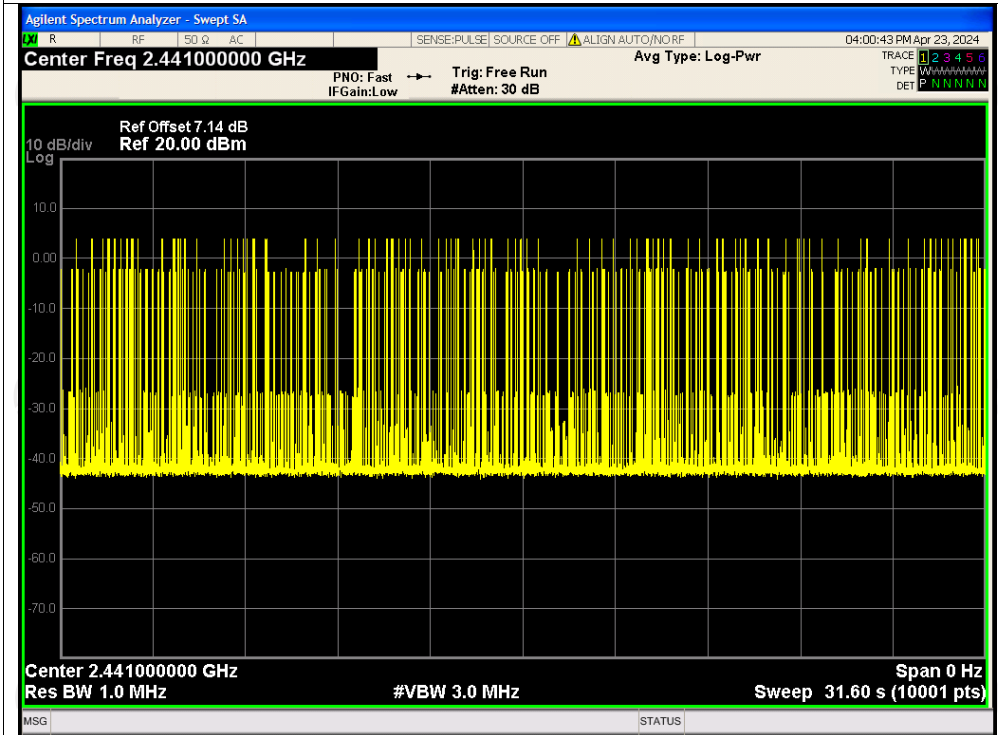 Agilent Spectrum Analyzer - Swept SA
LXI R RF 50 Ω AC SENSE:PULSE SOURCE OFF ALIGN AUTO/NO RF 04:00:43 PM Apr 23, 2024
Center Freq 2.441000000 GHz Avg Type: Log-Pwr TRACE 1 2 3 4 5 6
PNO: Fast Trig: Free Run TYPE W
IFGain:Low #Atten: 30 dB DET P N N N N N
Ref Offset 7.14 dB
10 dB/div Ref 20.00 dBm
Log
10.0
0.00
-10.0
-20.0
-30.0
-40.0
-50.0
-60.0
-70.0
Center 2.441000000 GHz Span 0 Hz
Res BW 1.0 MHz #VBW 3.0 MHz Sweep 31.60 s (10001 pts)
MSG STATUS